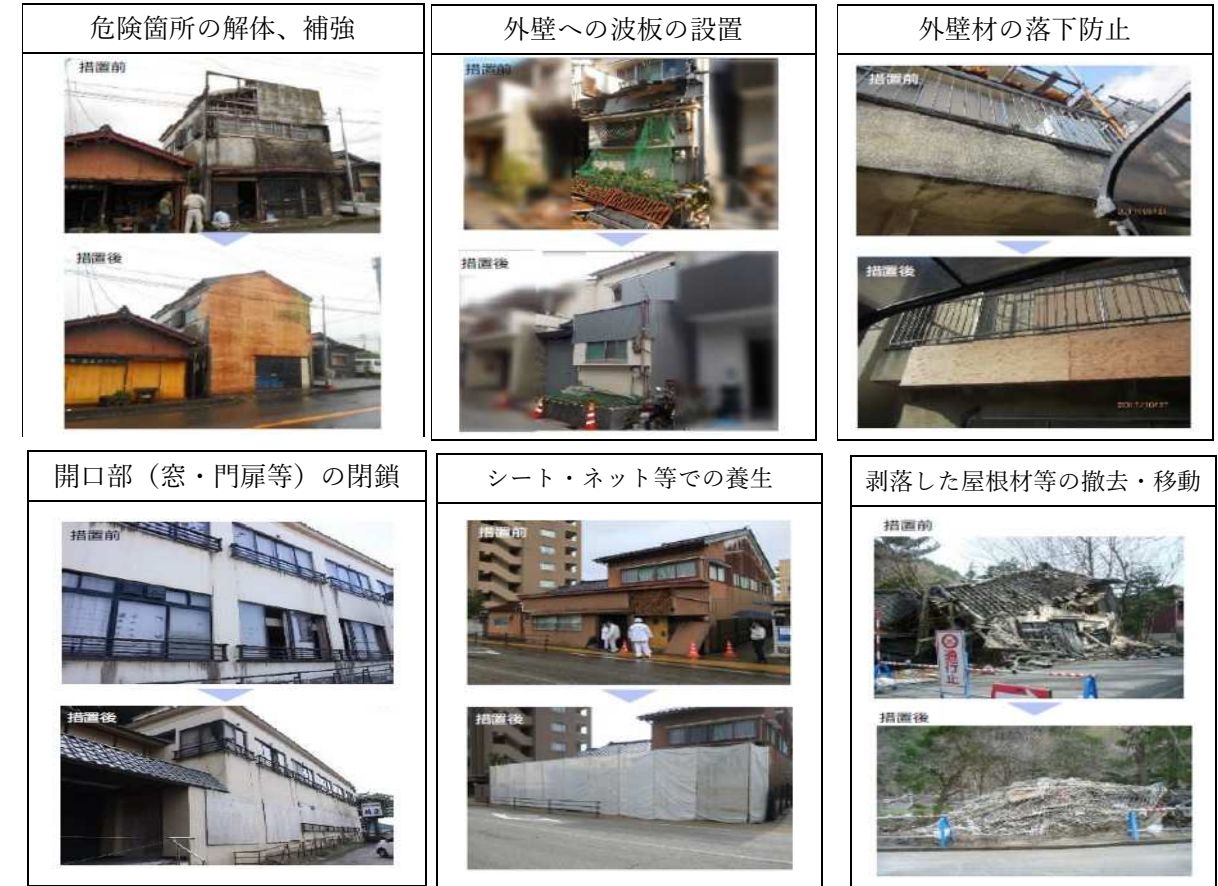 危険箇所の解体、補強
措置前
措置後
外壁への波板の設置
措置前
措置後
外壁材の落下防止
措置前
措置後
開口部（窓・門扉等）の閉鎖
措置前
措置後
シート・ネット等での養生
措置前
措置後
剥落した屋根材等の撤去・移動
措置前
通行止
措置後